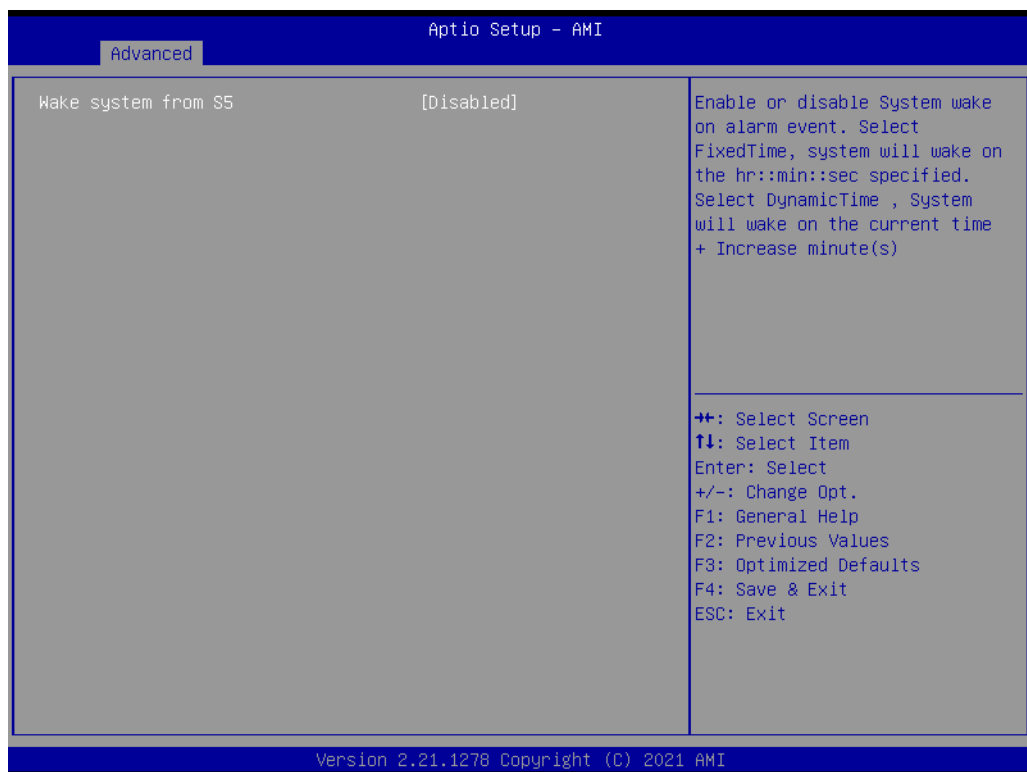 Aptio Setup – AMI
Advanced
Wake system from S5 [Disabled]
Enable or disable System wake
on alarm event. Select
FixedTime, system will wake on
the hr::min::sec specified.
Select DynamicTime , System
will wake on the current time
+ Increase minute(s)
→←: Select Screen
↑↓: Select Item
Enter: Select
+/-: Change Opt.
F1: General Help
F2: Previous Values
F3: Optimized Defaults
F4: Save & Exit
ESC: Exit
Version 2.21.1278 Copyright (C) 2021 AMI